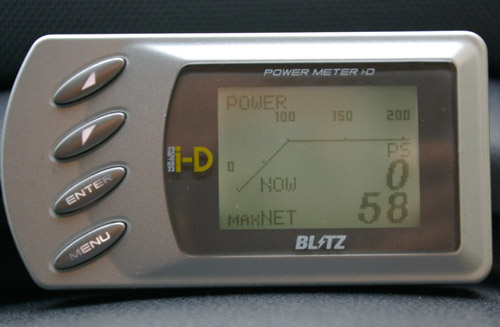 POWER METER i-D
POWER
100 150 200
0
PS
NOW 0
MAXNET 58
i-D
BLITZ
ENTER
MENU